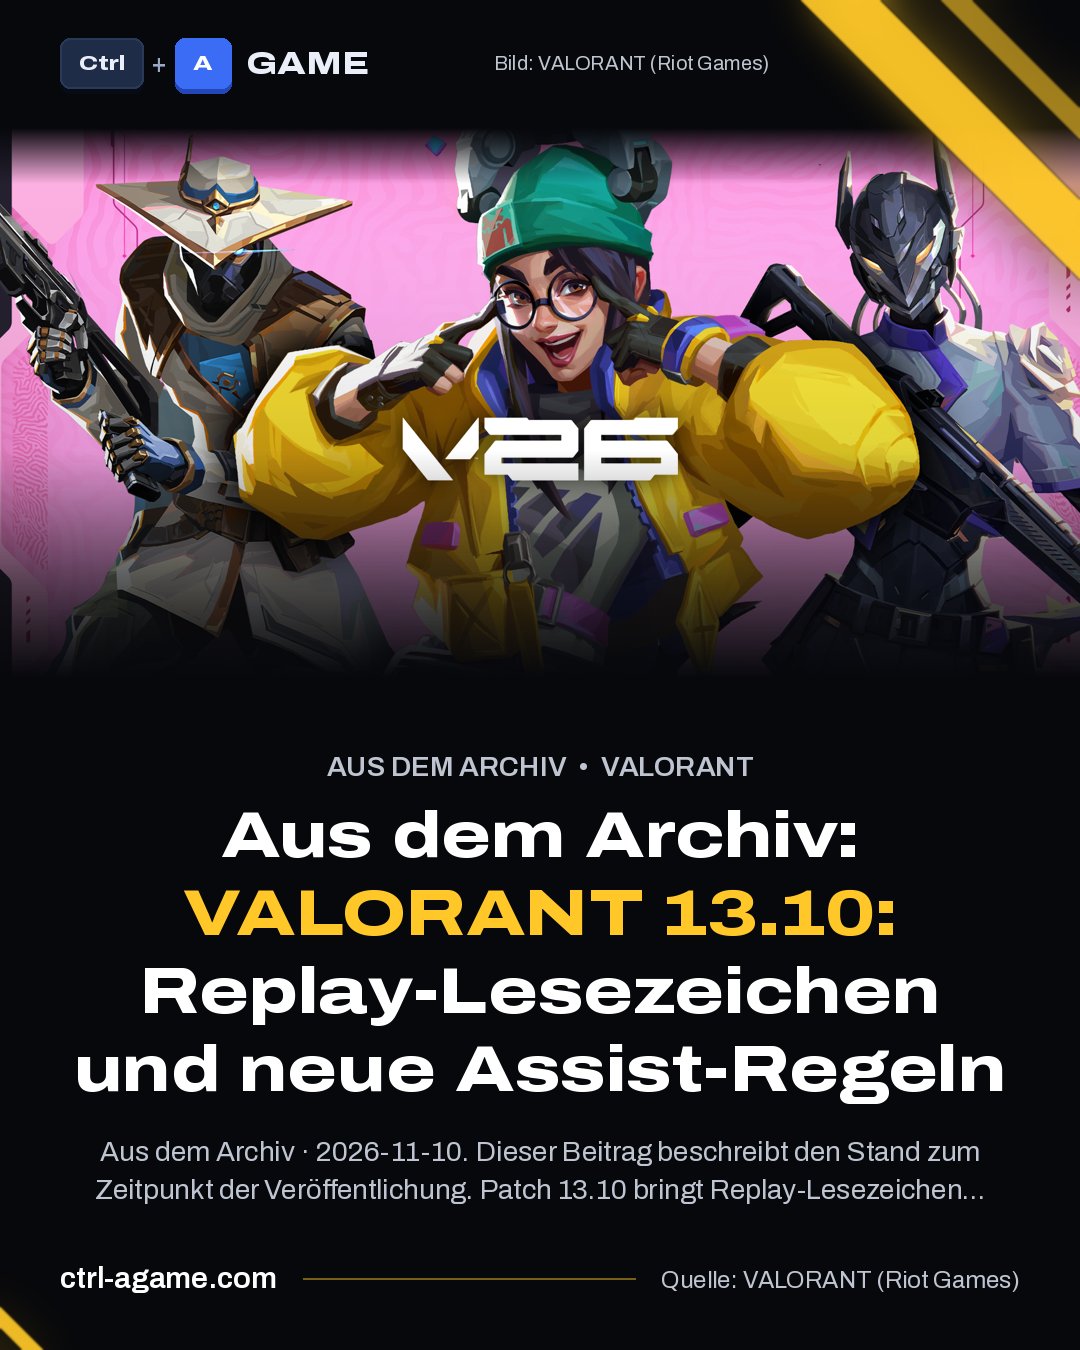 Ctrl + A GAME
Bild: VALORANT (Riot Games)
V26
AUS DEM ARCHIV • VALORANT
Aus dem Archiv:
VALORANT 13.10:
Replay-Lesezeichen
und neue Assist-Regeln
Aus dem Archiv · 2026-11-10. Dieser Beitrag beschreibt den Stand zum
Zeitpunkt der Veröffentlichung. Patch 13.10 bringt Replay-Lesezeichen…
ctrl-agame.com
Quelle: VALORANT (Riot Games)